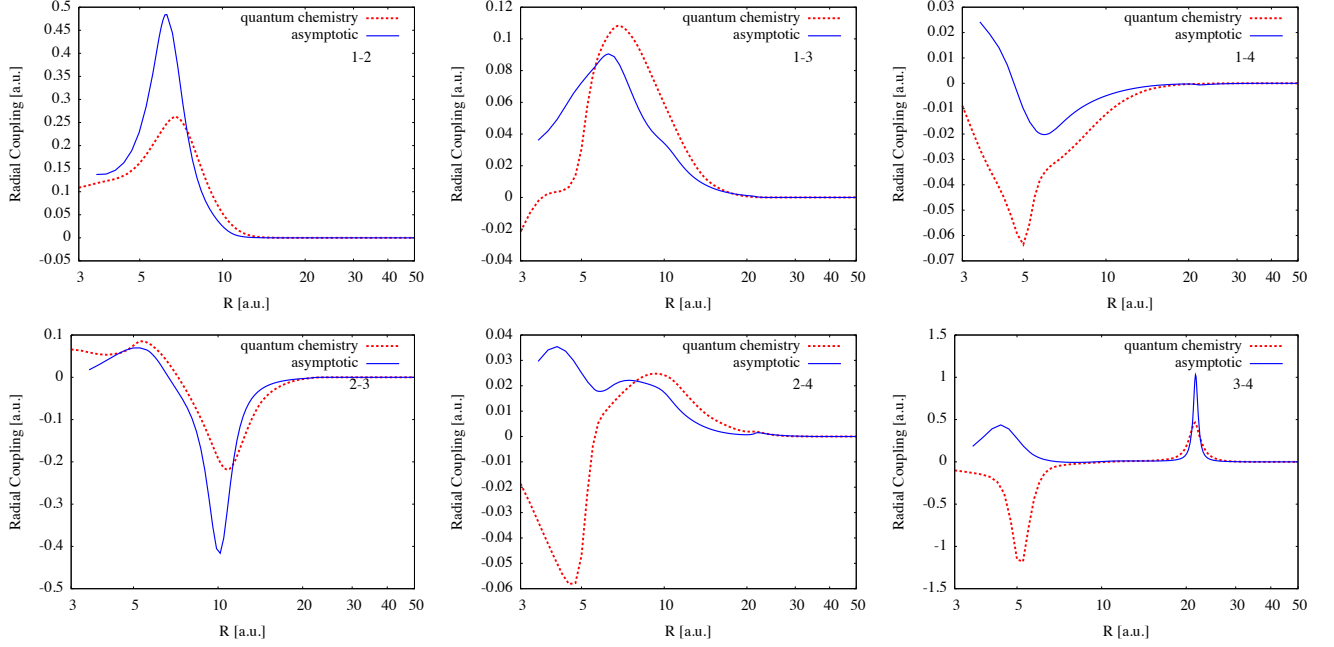 0.5
0.45
0.4
0.35
0.3
0.25
0.2
0.15
0.1
0.05
0
-0.05
Radial Coupling [a.u.]
quantum chemistry
asymptotic
1-2
3 5 10 20 30 50
R [a.u.]
0.12
0.1
0.08
0.06
0.04
0.02
0
-0.02
0.04
Radial Coupling [a.u.]
quantum chemistry
asymptotic
1-3
3 5 10 20 30 50
R [a.u.]
0.03
0.02
0.01
0
-0.01
-0.02
-0.03
-0.04
-0.05
-0.06
-0.07
Radial Coupling [a.u.]
quantum chemistry
asymptotic
1-4
3 5 10 20 30 50
R [a.u.]
0.1
0
-0.1
-0.2
-0.3
-0.4
-0.5
Radial Coupling [a.u.]
quantum chemistry
asymptotic
2-3
3 5 10 20 30 50
R [a.u.]
0.04
0.03
0.02
0.01
0
-0.01
-0.02
-0.03
-0.04
-0.05
-0.06
Radial Coupling [a.u.]
quantum chemistry
asymptotic
2-4
3 5 10 20 30 50
R [a.u.]
1.5
1
0.5
0
-0.5
-1
-1.5
Radial Coupling [a.u.]
quantum chemistry
asymptotic
3-4
3 5 10 20 30 50
R [a.u.]